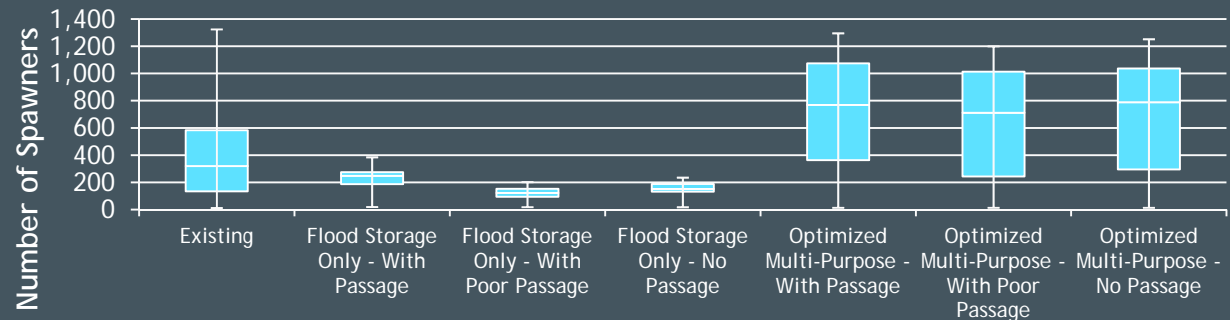 Number of Spawners
1,400
1,200
1,000
800
600
400
200
0
Existing
Flood Storage
Only - With
Passage
Flood Storage
Only - With
Poor Passage
Flood Storage
Only - No
Passage
Optimized
Multi-Purpose -
With Passage
Optimized
Multi-Purpose -
With Poor
Passage
Optimized
Multi-Purpose -
No Passage